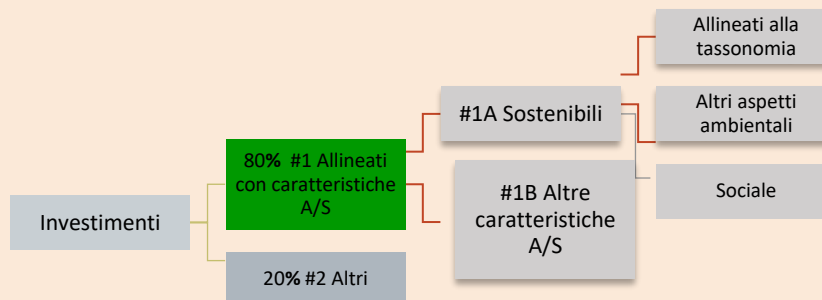 Investimenti
80% #1 Allineati
con caratteristiche
A/S
20% #2 Altri
#1A Sostenibili
#1B Altre
caratteristiche
A/S
Allineati alla
tassonomia
Altri aspetti
ambientali
Sociale